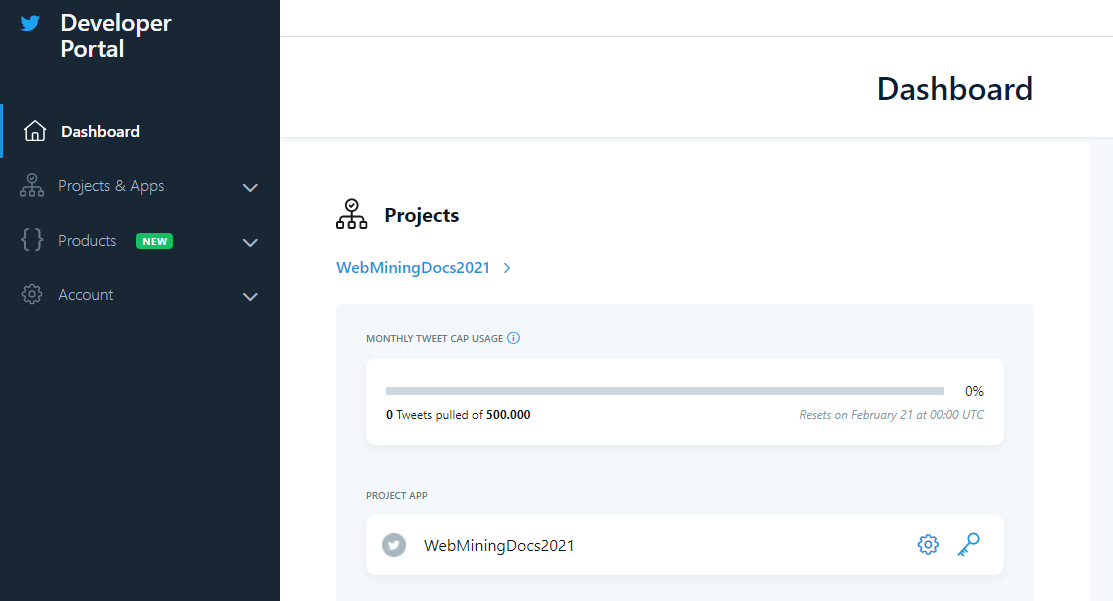 Developer
Portal
Dashboard
Projects & Apps
Products NEW
Account
Dashboard
Projects
WebMiningDocs2021
MONTHLY TWEET CAP USAGE
0%
0 Tweets pulled of 500.000
Resets on February 21 at 00:00 UTC
PROJECT APP
WebMiningDocs2021